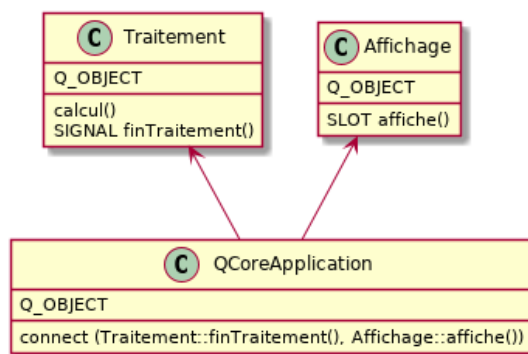 C Traitement
Q_OBJECT
calcul()
SIGNAL finTraitement()
C Affichage
Q_OBJECT
SLOT affiche()
C QCoreApplication
Q_OBJECT
connect (Traitement::finTraitement(), Affichage::affiche())